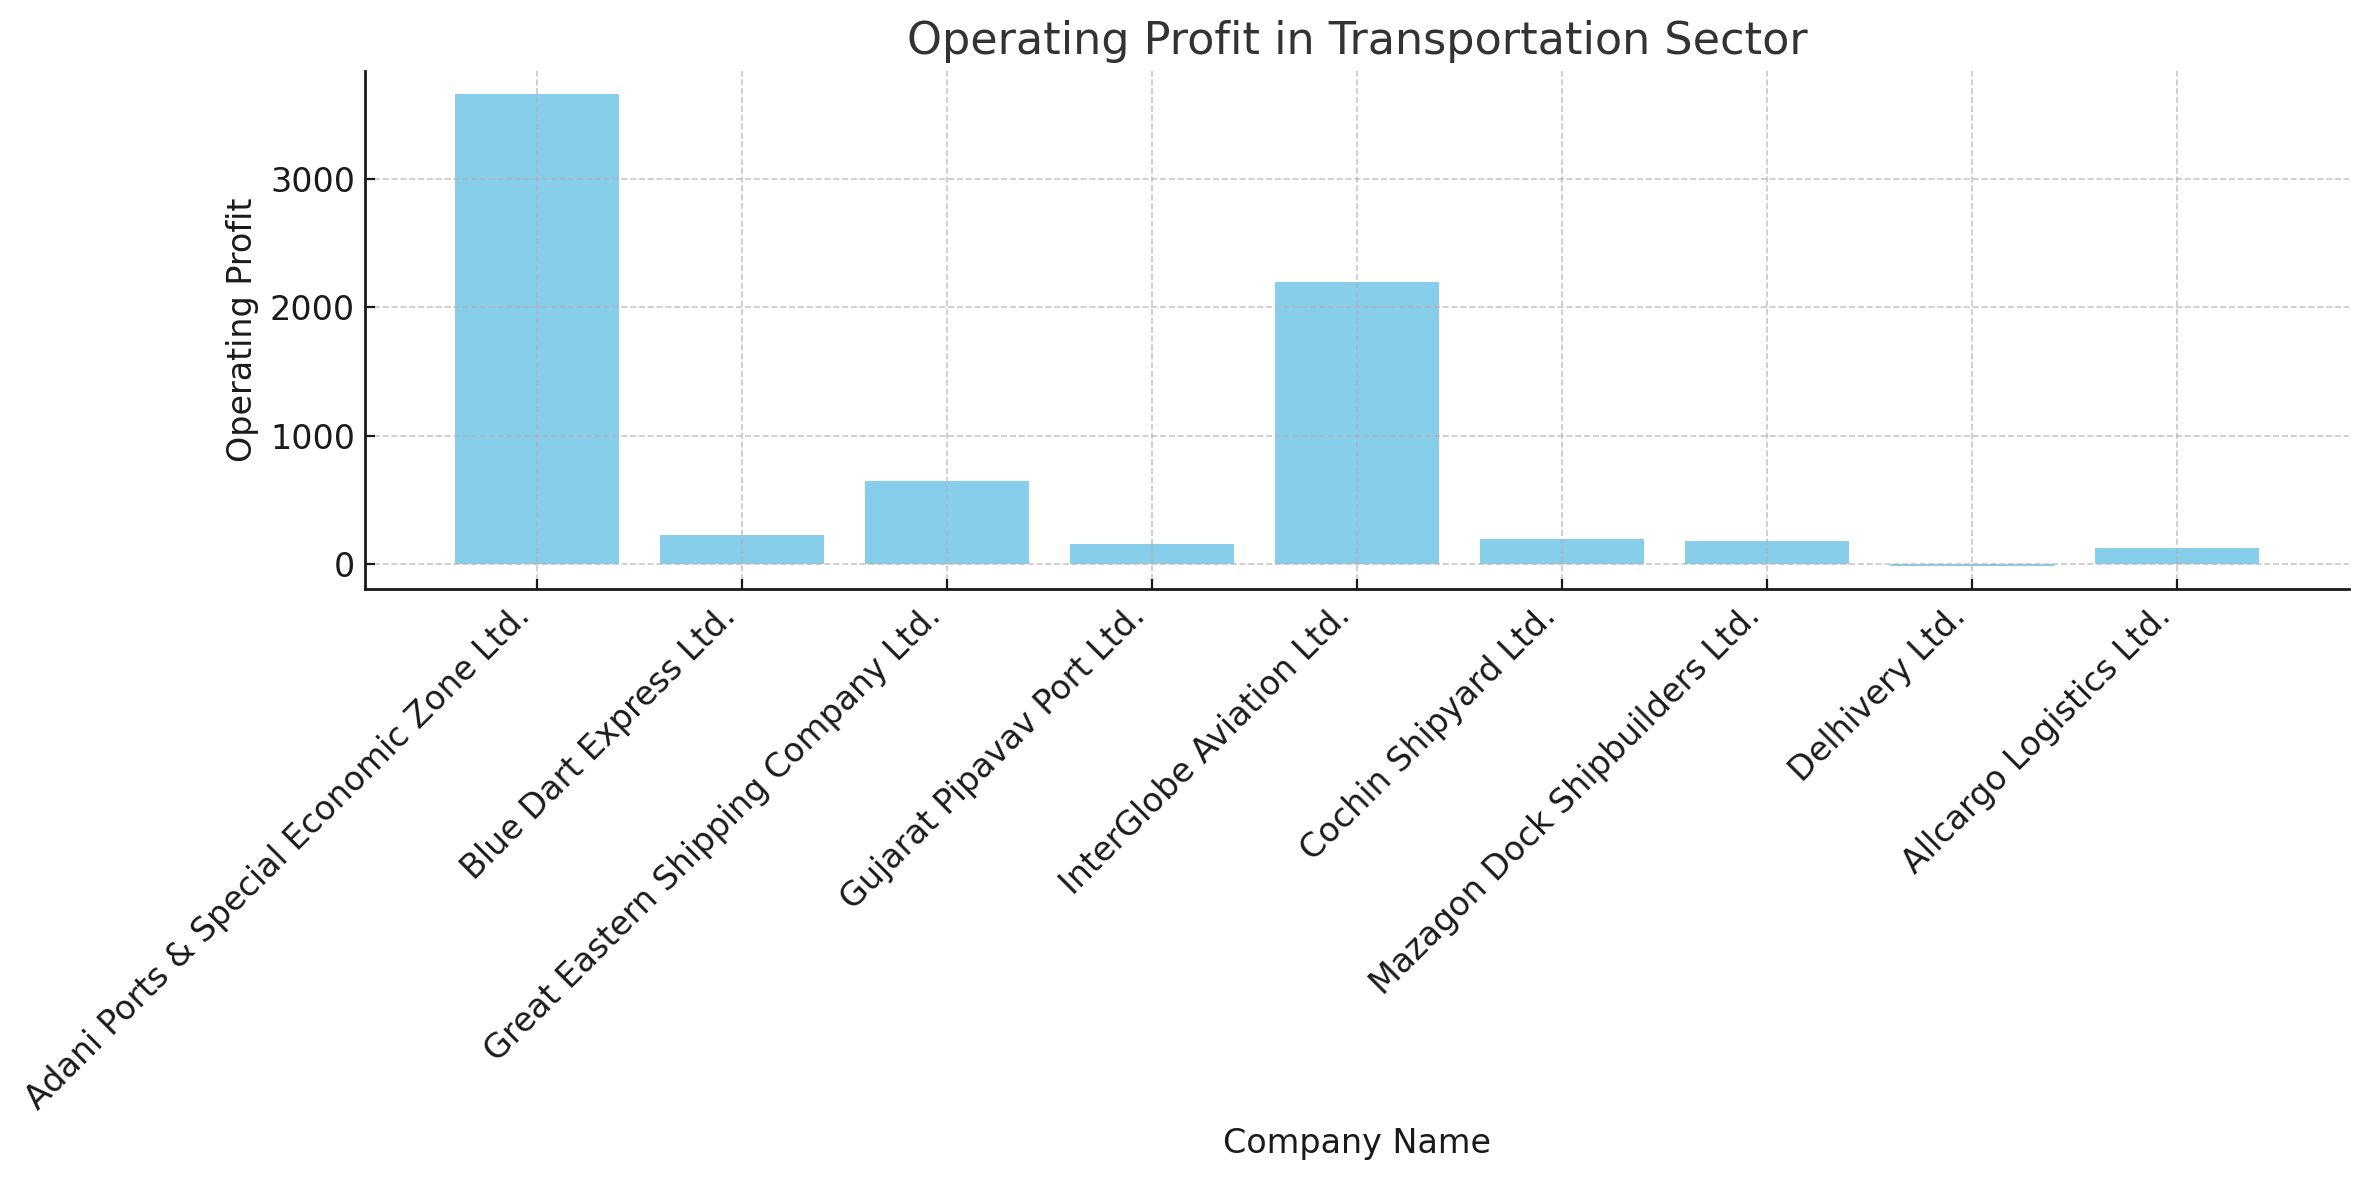 Operating Profit in Transportation Sector
Operating Profit
3000
2000
1000
0
Adani Ports & Special Economic Zone Ltd.
Blue Dart Express Ltd.
Great Eastern Shipping Company Ltd.
Gujarat Pipavav Port Ltd.
InterGlobe Aviation Ltd.
Cochin Shipyard Ltd.
Mazagon Dock Shipbuilders Ltd.
Delhivery Ltd.
Allcargo Logistics Ltd.
Company Name